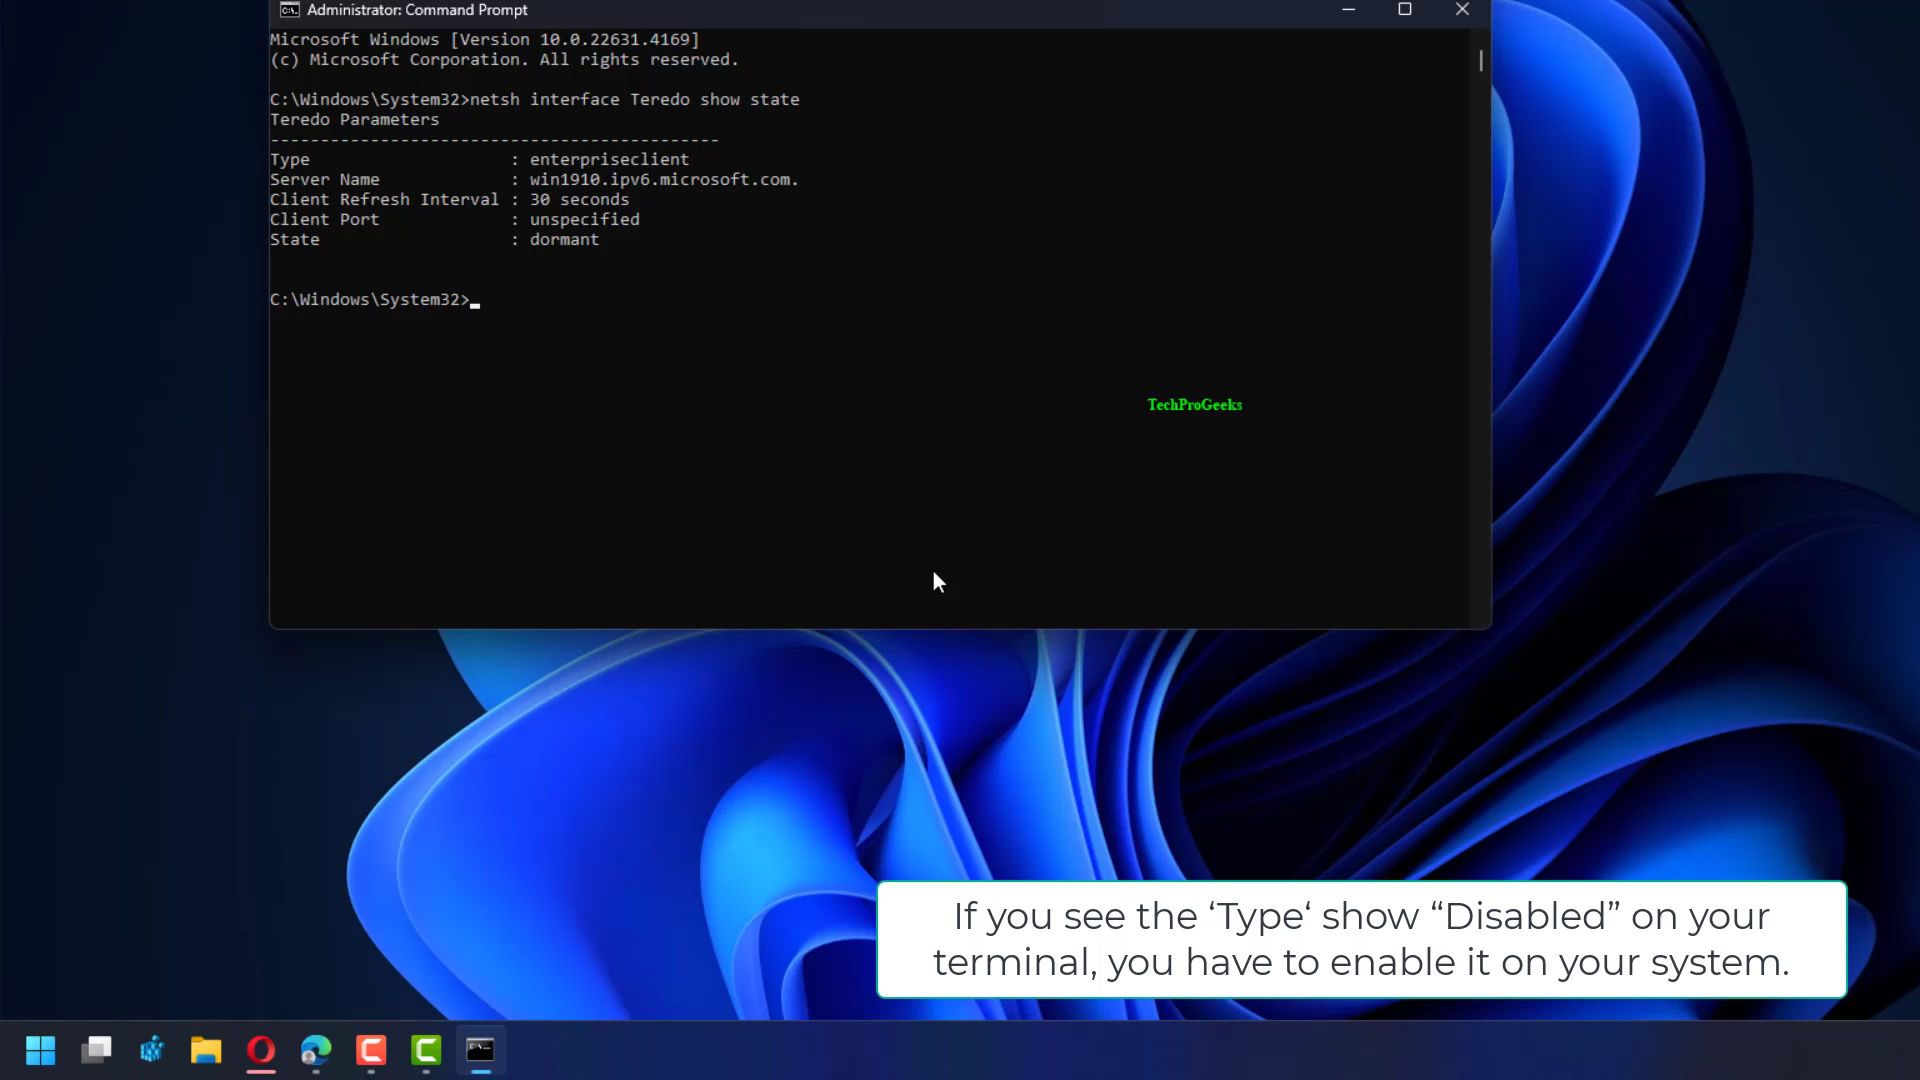 Administrator: Command Prompt
Microsoft Windows [Version 10.0.22631.4169]
(c) Microsoft Corporation. All rights reserved.
C:\Windows\System32>netsh interface Teredo show state
Teredo Parameters
---------------------------------------------
Type                    : enterpriseclient
Server Name             : win1910.ipv6.microsoft.com.
Client Refresh Interval : 30 seconds
Client Port             : unspecified
State                   : dormant
C:\Windows\System32>
TechProGeeks
If you see the ‘Type‘ show “Disabled” on your
terminal, you have to enable it on your system.